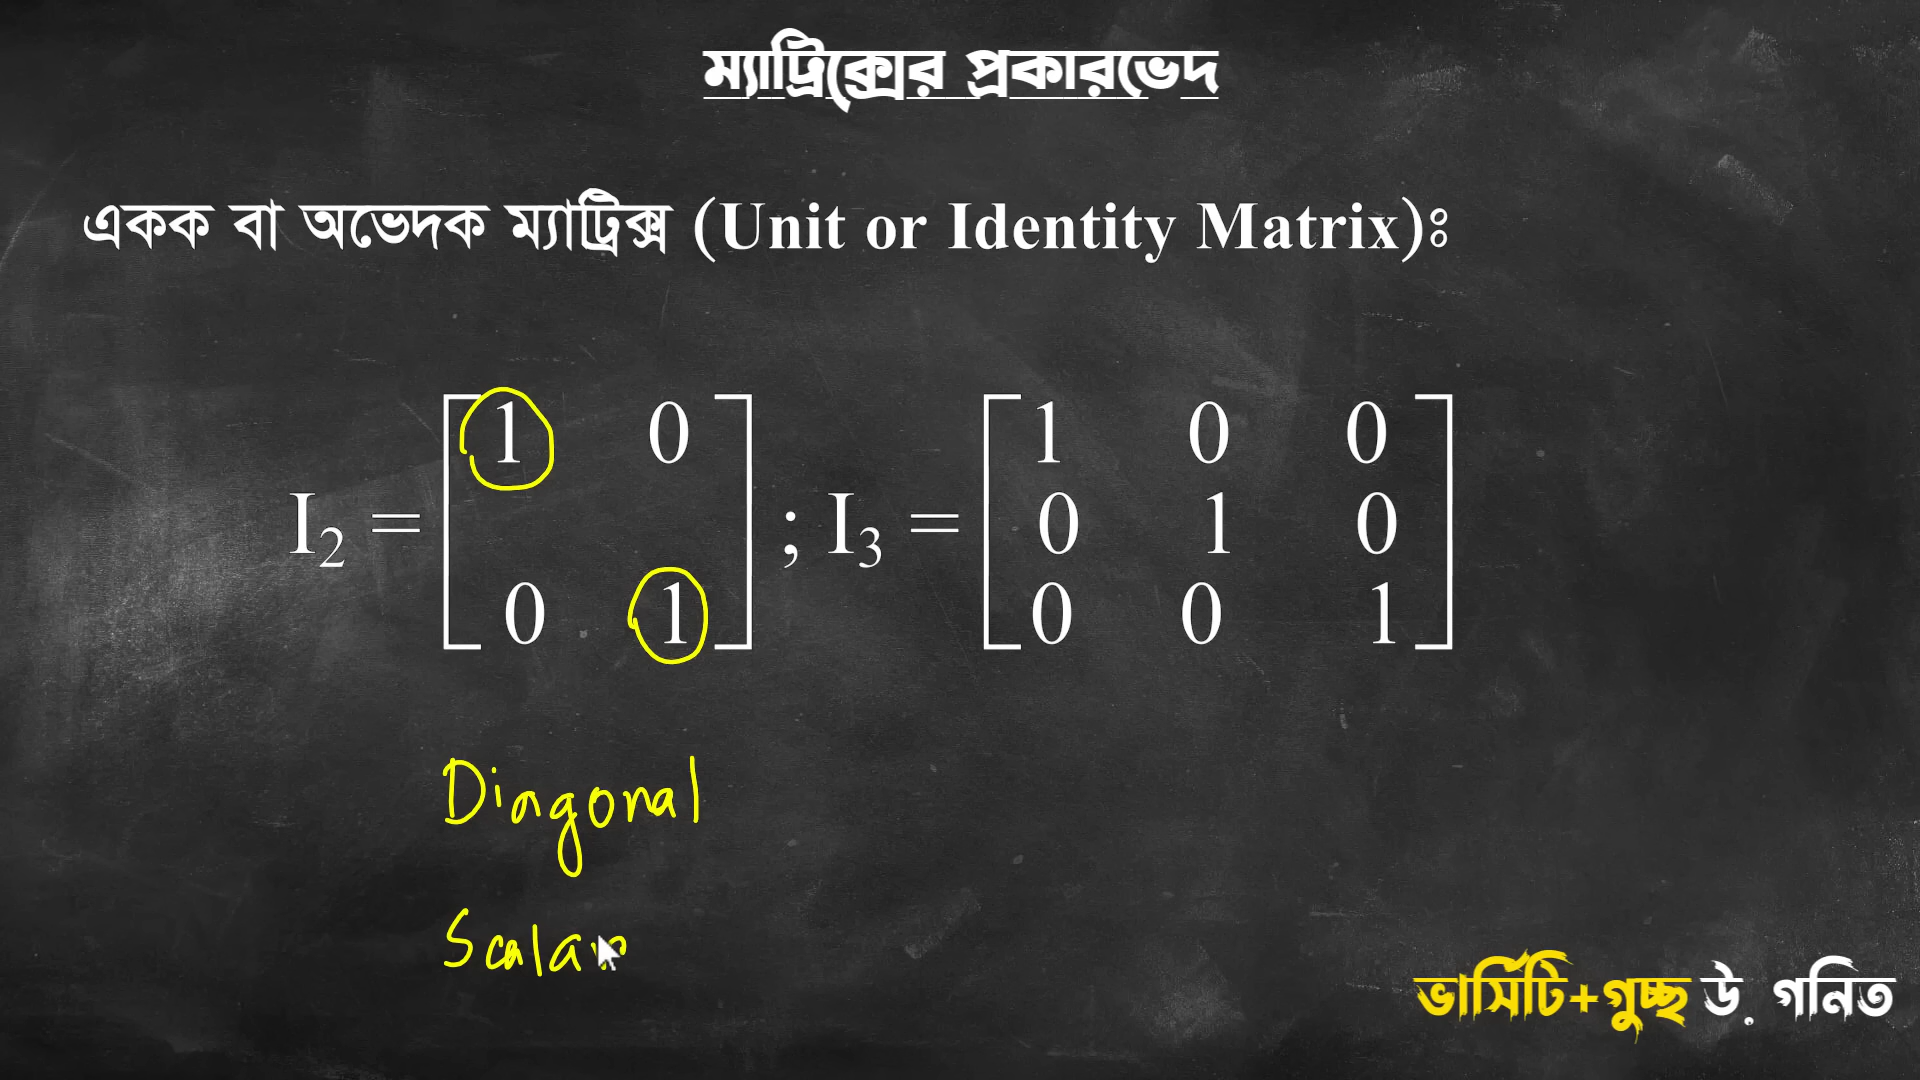 ম্যাট্রিক্সের প্রকারভেদ
একক বা অভেদক ম্যাট্রিক্স (Unit or Identity Matrix)ঃ
I₂ = [1 0; 0 1] ; I₃ = [1 0 0; 0 1 0; 0 0 1]
Diagonal
Scalar
ভার্সিটি+গুচ্ছ উ. গনিত